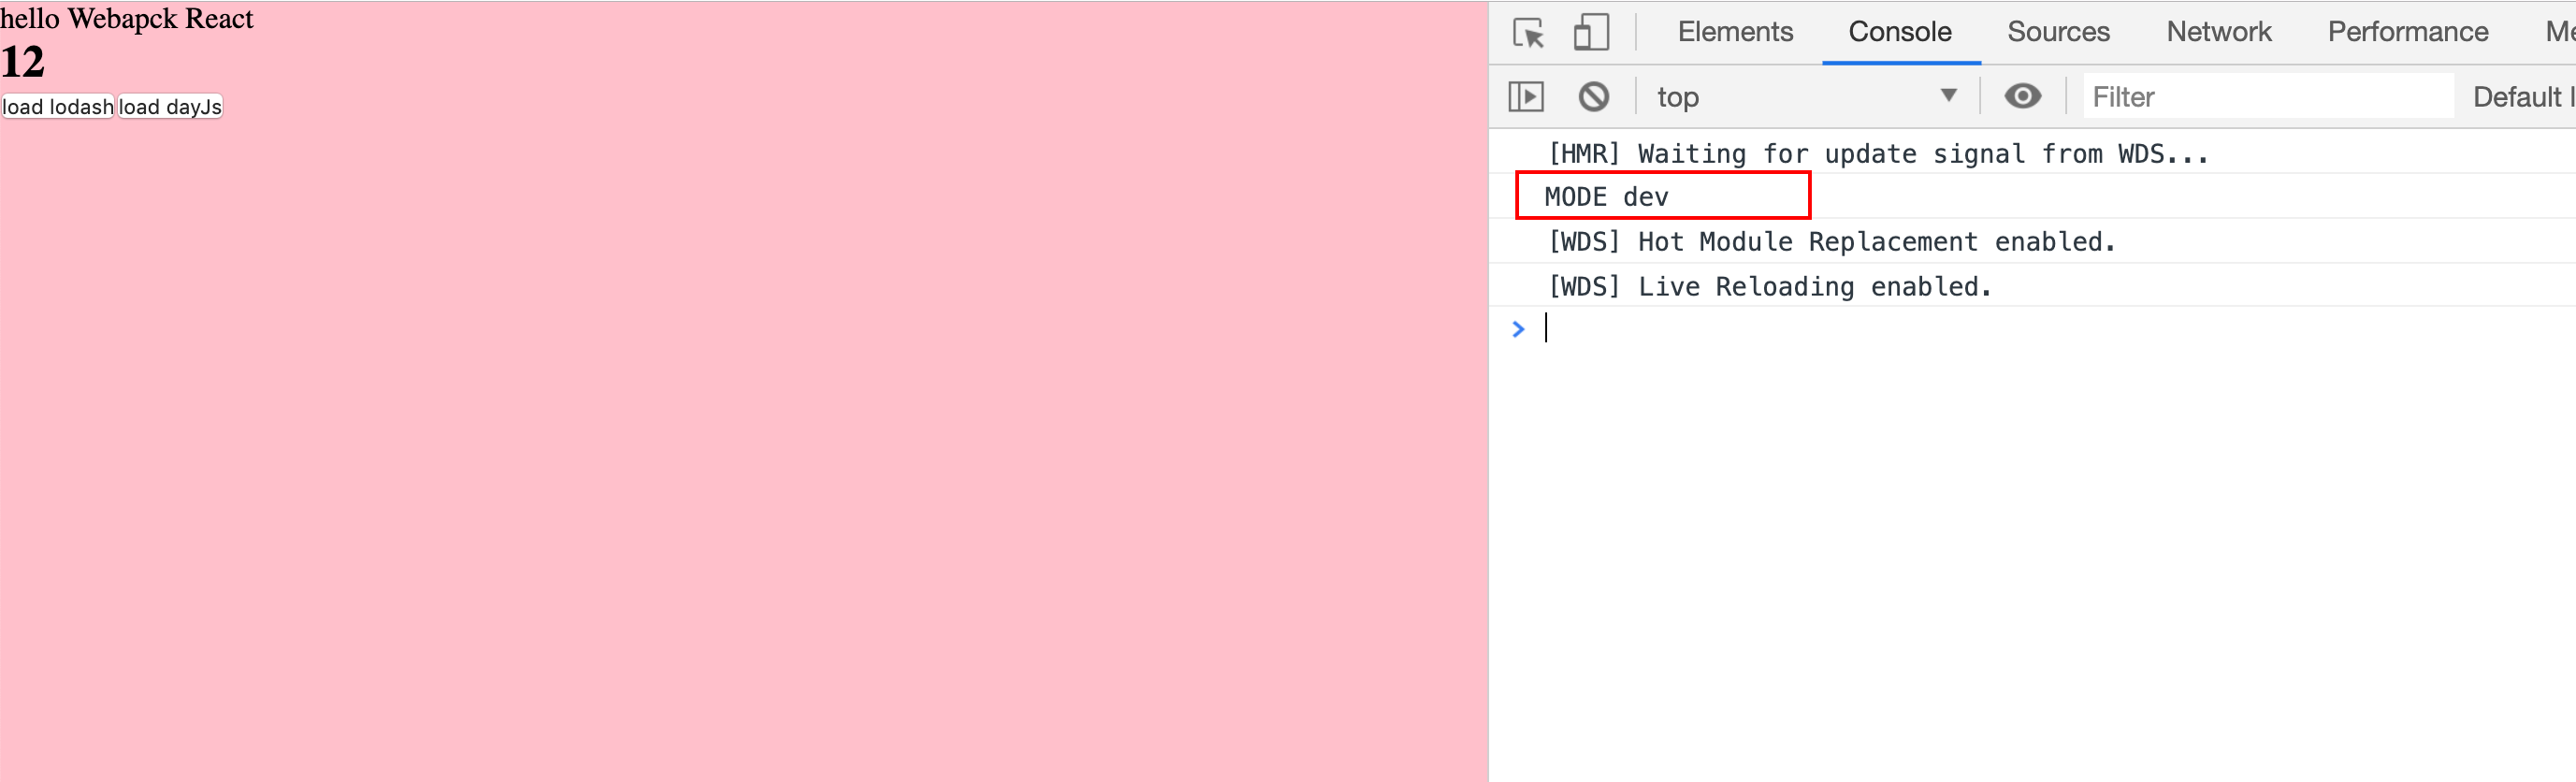 hello Webapck React
12
load lodash load dayJs
Elements Console Sources Network Performance
top Filter Default
[HMR] Waiting for update signal from WDS...
MODE dev
[WDS] Hot Module Replacement enabled.
[WDS] Live Reloading enabled.